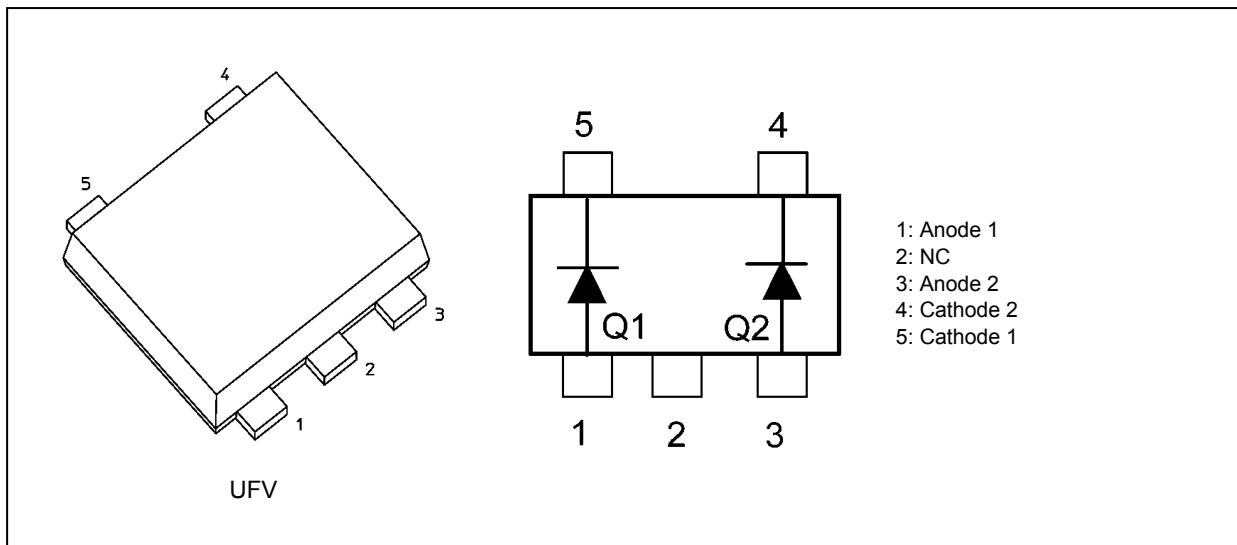 4
5
3
2
1
UFV
5 4
Q1 Q2
1 2 3
1: Anode 1
2: NC
3: Anode 2
4: Cathode 2
5: Cathode 1